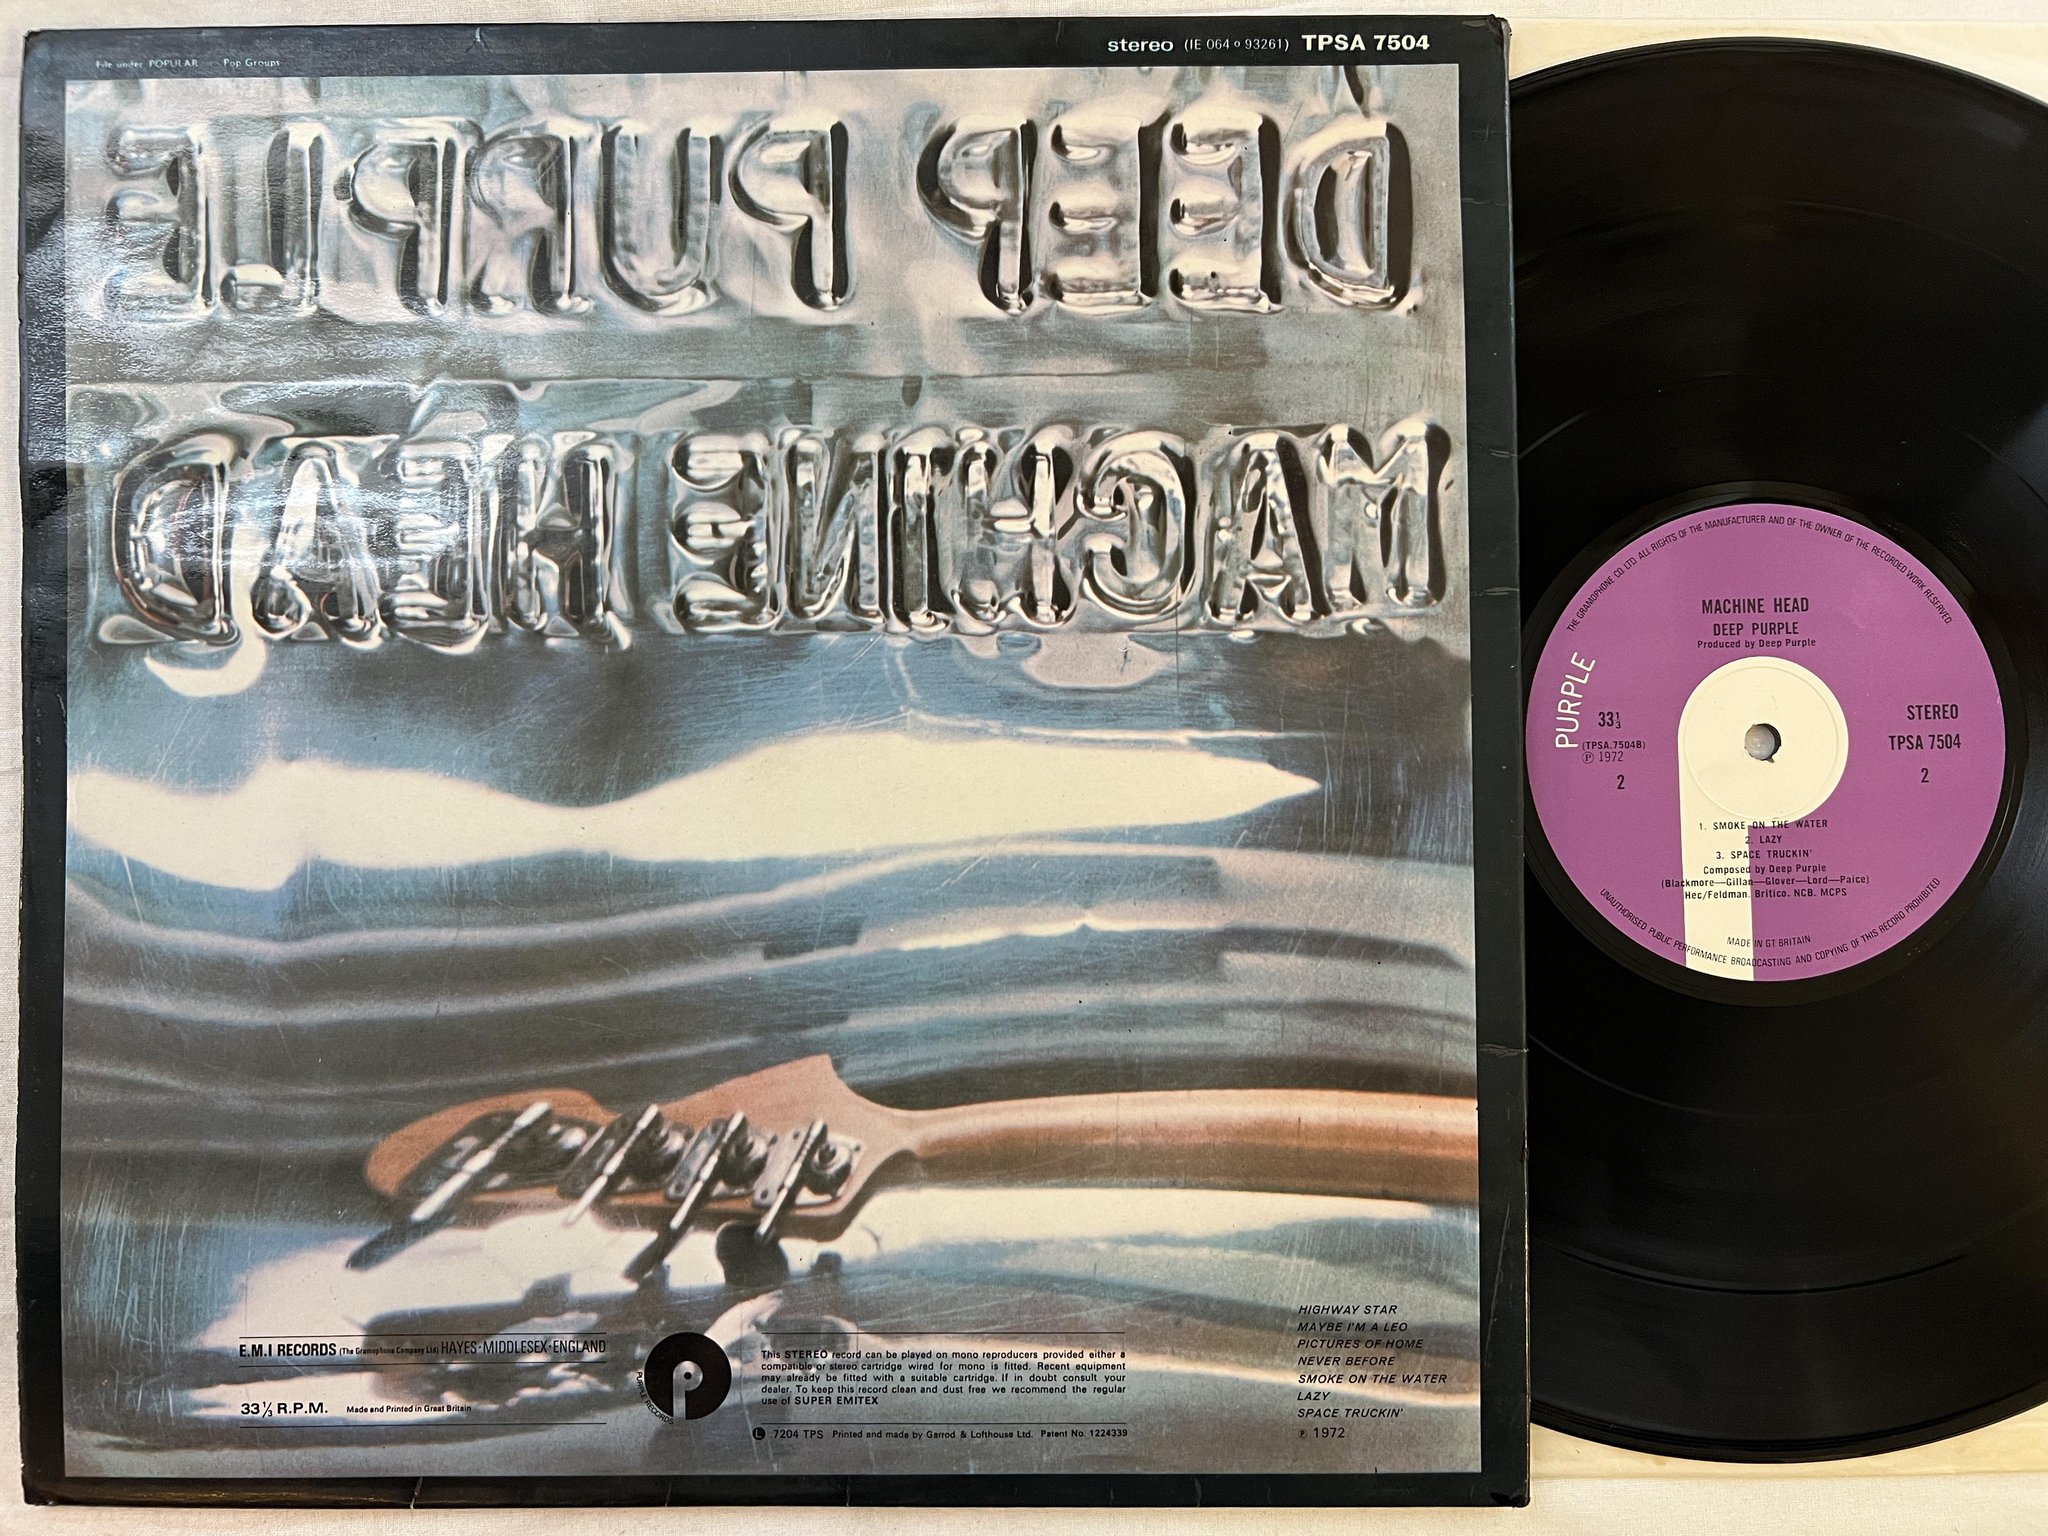 File under POPULAR : Pop Groups
stereo (IE 064 o 93261) TPSA 7504
DEEP PURPLE
MACHINE HEAD
E.M.I RECORDS (The Gramophone Company Ltd) HAYES·MIDDLESEX·ENGLAND
33⅓ R.P.M. Made and Printed in Great Britain
PURPLE RECORDS
This STEREO record can be played on mono reproducers provided either a
compatible or stereo cartridge wired for mono is fitted. Recent equipment
may already be fitted with a suitable cartridge. If in doubt consult your
dealer. To keep this record clean and dust free we recommend the regular
use of SUPER EMITEX
L 7204 TPS Printed and made by Garrod & Lofthouse Ltd. Patent No. 1224339
HIGHWAY STAR
MAYBE I'M A LEO
PICTURES OF HOME
NEVER BEFORE
SMOKE ON THE WATER
LAZY
SPACE TRUCKIN'
℗ 1972
THE GRAMOPHONE CO. LTD. ALL RIGHTS OF THE MANUFACTURER AND OF THE OWNER OF THE RECORDED WORK RESERVED.
MACHINE HEAD
DEEP PURPLE
Produced by Deep Purple
PURPLE
33⅓
(TPSA.7504B)
℗ 1972
2
STEREO
TPSA 7504
2
1. SMOKE ON THE WATER
2. LAZY
3. SPACE TRUCKIN'
Composed by Deep Purple
(Blackmore—Gillan—Glover—Lord—Paice)
Hec/Feldman. Britico. NCB. MCPS
MADE IN GT BRITAIN
UNAUTHORISED PUBLIC PERFORMANCE BROADCASTING AND COPYING OF THIS RECORD PROHIBITED.